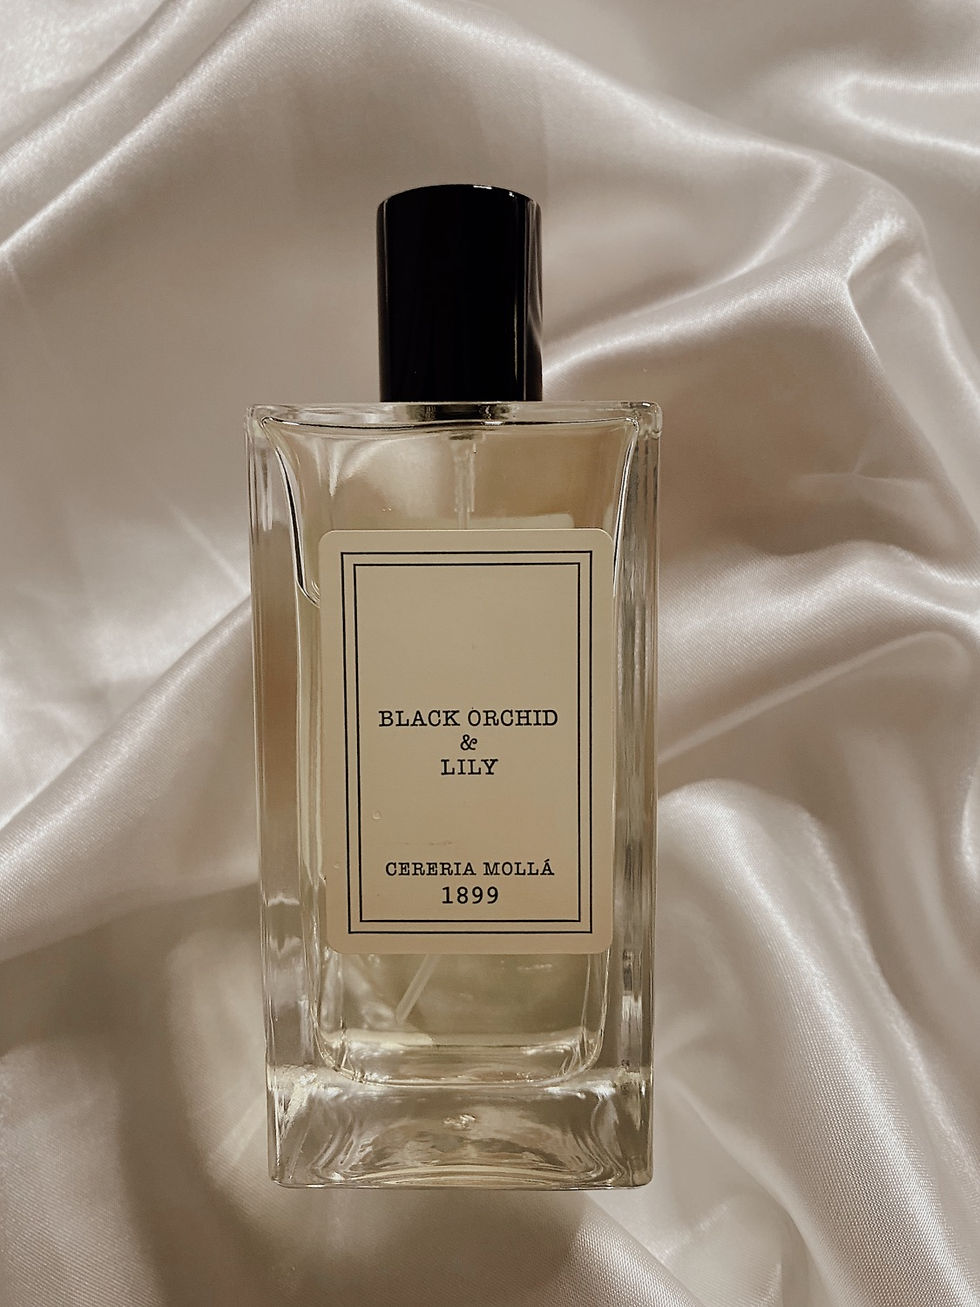 BLACK ORCHID
&
LILY
CERERIA MOLLÁ
1899